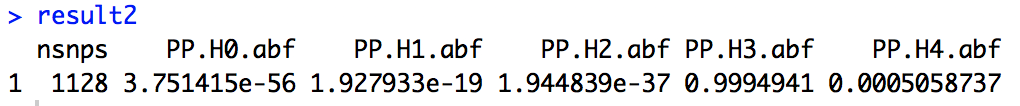 > result2
nsnps PP.H0.abf PP.H1.abf PP.H2.abf PP.H3.abf PP.H4.abf
1 1128 3.751415e-56 1.927933e-19 1.944839e-37 0.9994941 0.0005058737